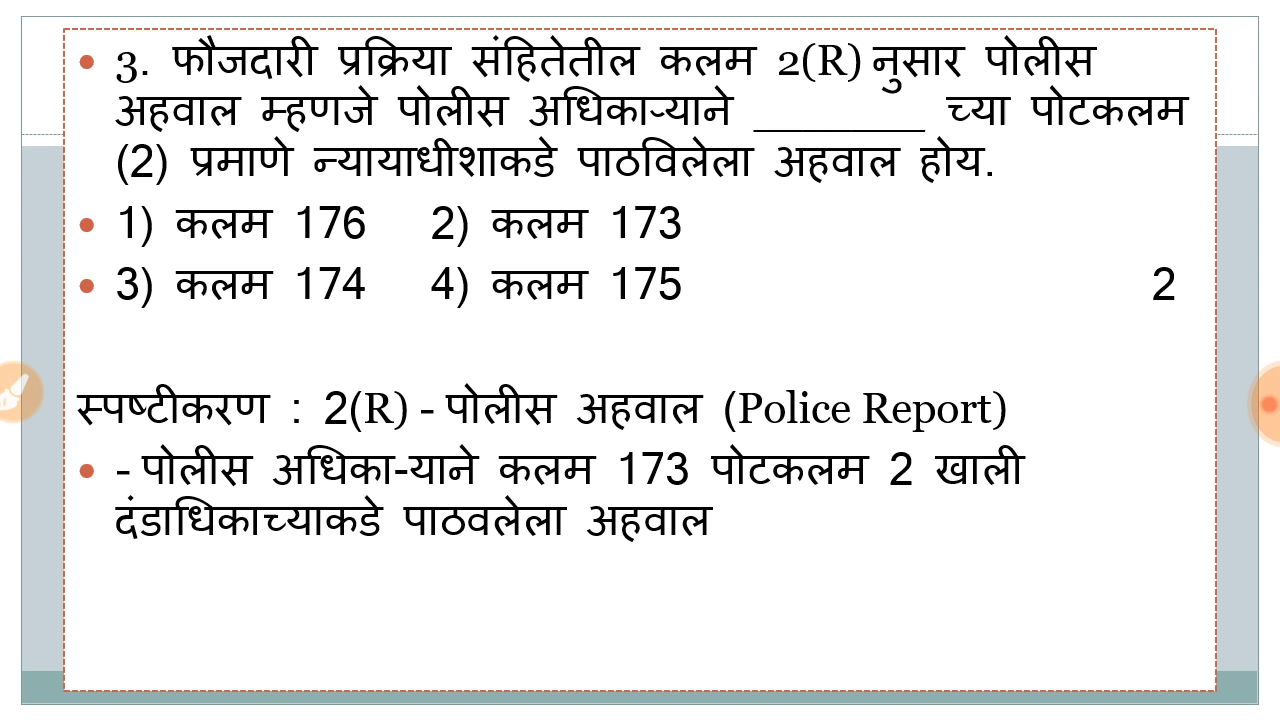 • 3. फौजदारी प्रक्रिया संहितेतील कलम 2(R) नुसार पोलीस
अहवाल म्हणजे पोलीस अधिकाऱ्याने _______ च्या पोटकलम
(2) प्रमाणे न्यायाधीशाकडे पाठविलेला अहवाल होय.
• 1) कलम 176 2) कलम 173
• 3) कलम 174 4) कलम 175 2
स्पष्टीकरण : 2(R) - पोलीस अहवाल (Police Report)
• - पोलीस अधिका-याने कलम 173 पोटकलम 2 खाली
दंडाधिकाच्याकडे पाठवलेला अहवाल